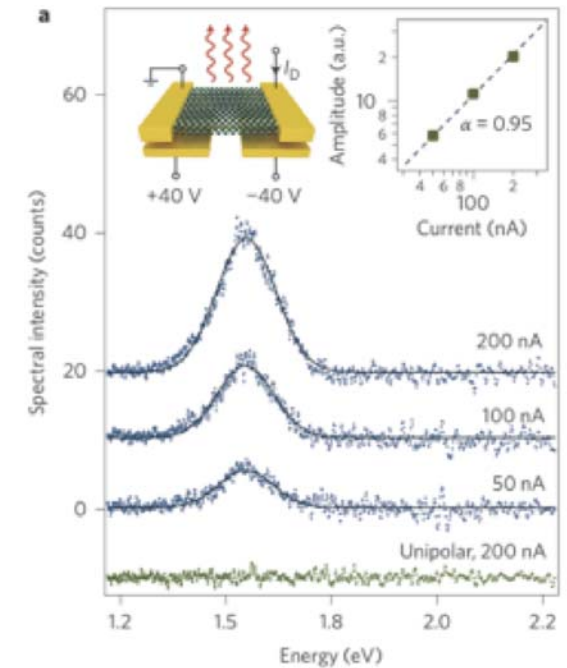 a
I_D
+40 V
−40 V
Amplitude (a.u.)
2
10
8
6
4
α = 0.95
4
6
8
2
100
Current (nA)
Spectral intensity (counts)
60
40
20
0
200 nA
100 nA
50 nA
Unipolar, 200 nA
1.2
1.5
1.8
2.0
2.2
Energy (eV)